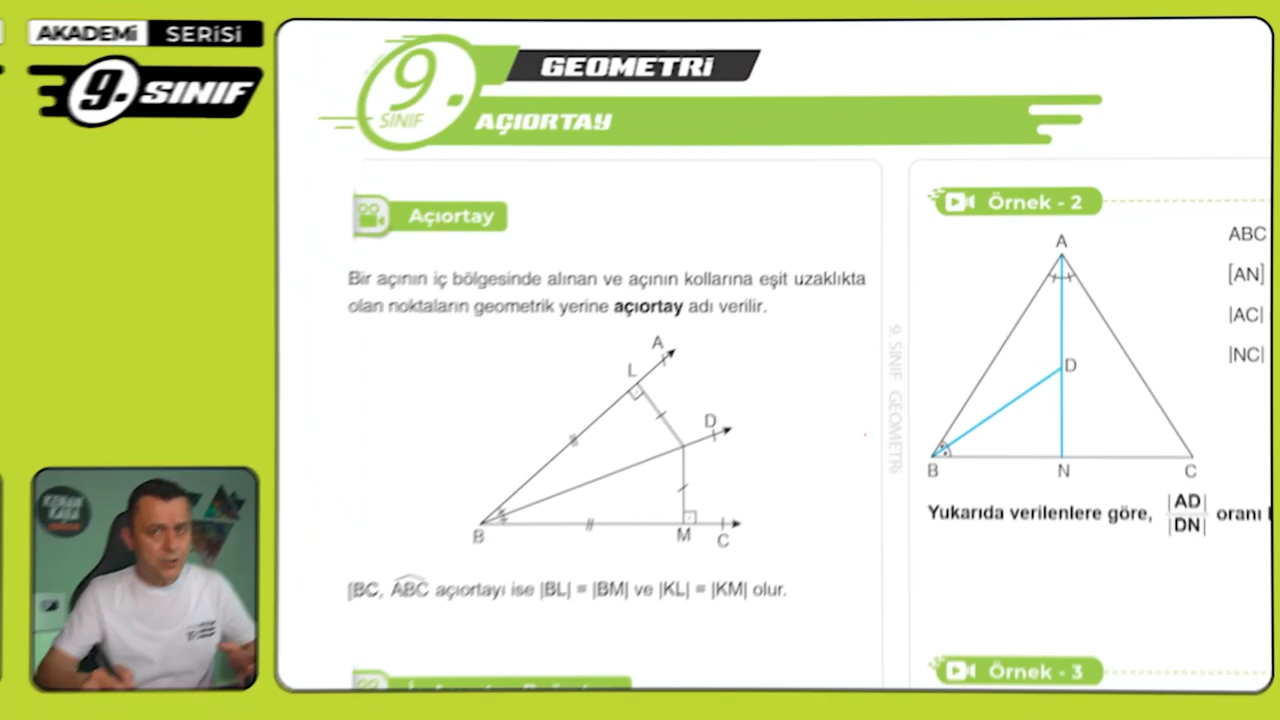 AKADEMİ SERİSİ
9. SINIF
9.
SINIF
GEOMETRİ
AÇIORTAY
Açıortay
Bir açının iç bölgesinde alınan ve açının kollarına eşit uzaklıkta
olan noktaların geometrik yerine açıortay adı verilir.
A
L
D
B
M
C
[BC, ABC açıortayı ise |BL| = |BM| ve |KL| = |KM| olur.
9. SINIF GEOMETRİ
Örnek - 2
A
D
B
N
C
ABC
[AN]
|AC|
|NC|
Yukarıda verilenlere göre, |AD| / |DN| oranı
Örnek - 3